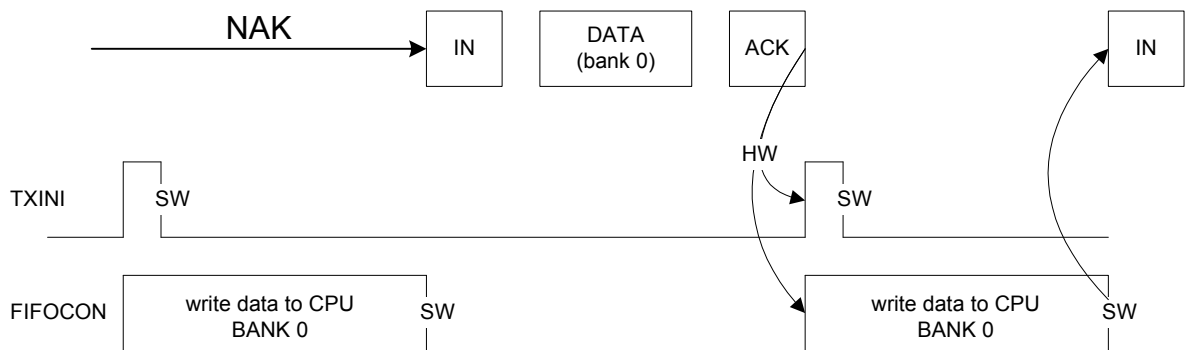 NAK
IN
DATA
(bank 0)
ACK
IN
HW
TXINI
SW
SW
FIFOCON
write data to CPU
BANK 0
SW
write data to CPU
BANK 0
SW